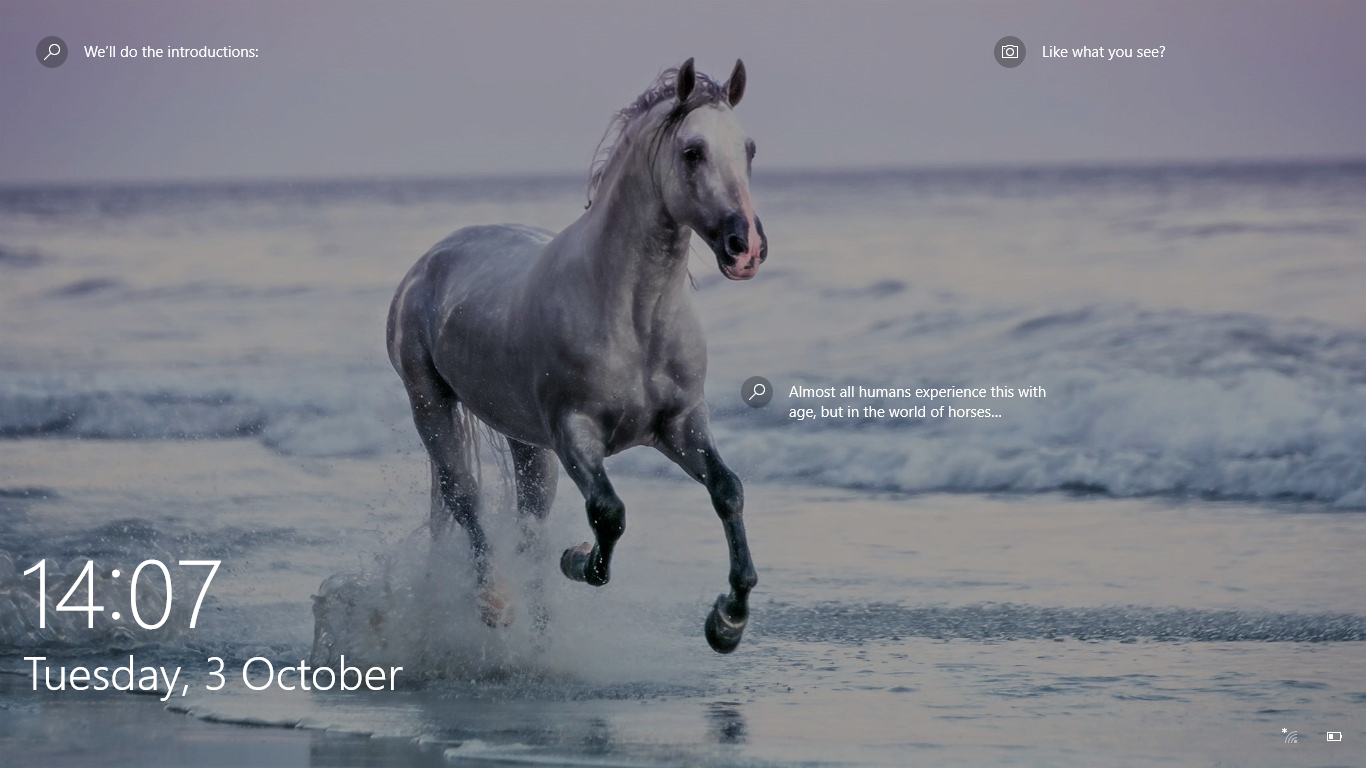 We'll do the introductions:
Like what you see?
Almost all humans experience this with
age, but in the world of horses...
14:07
Tuesday, 3 October